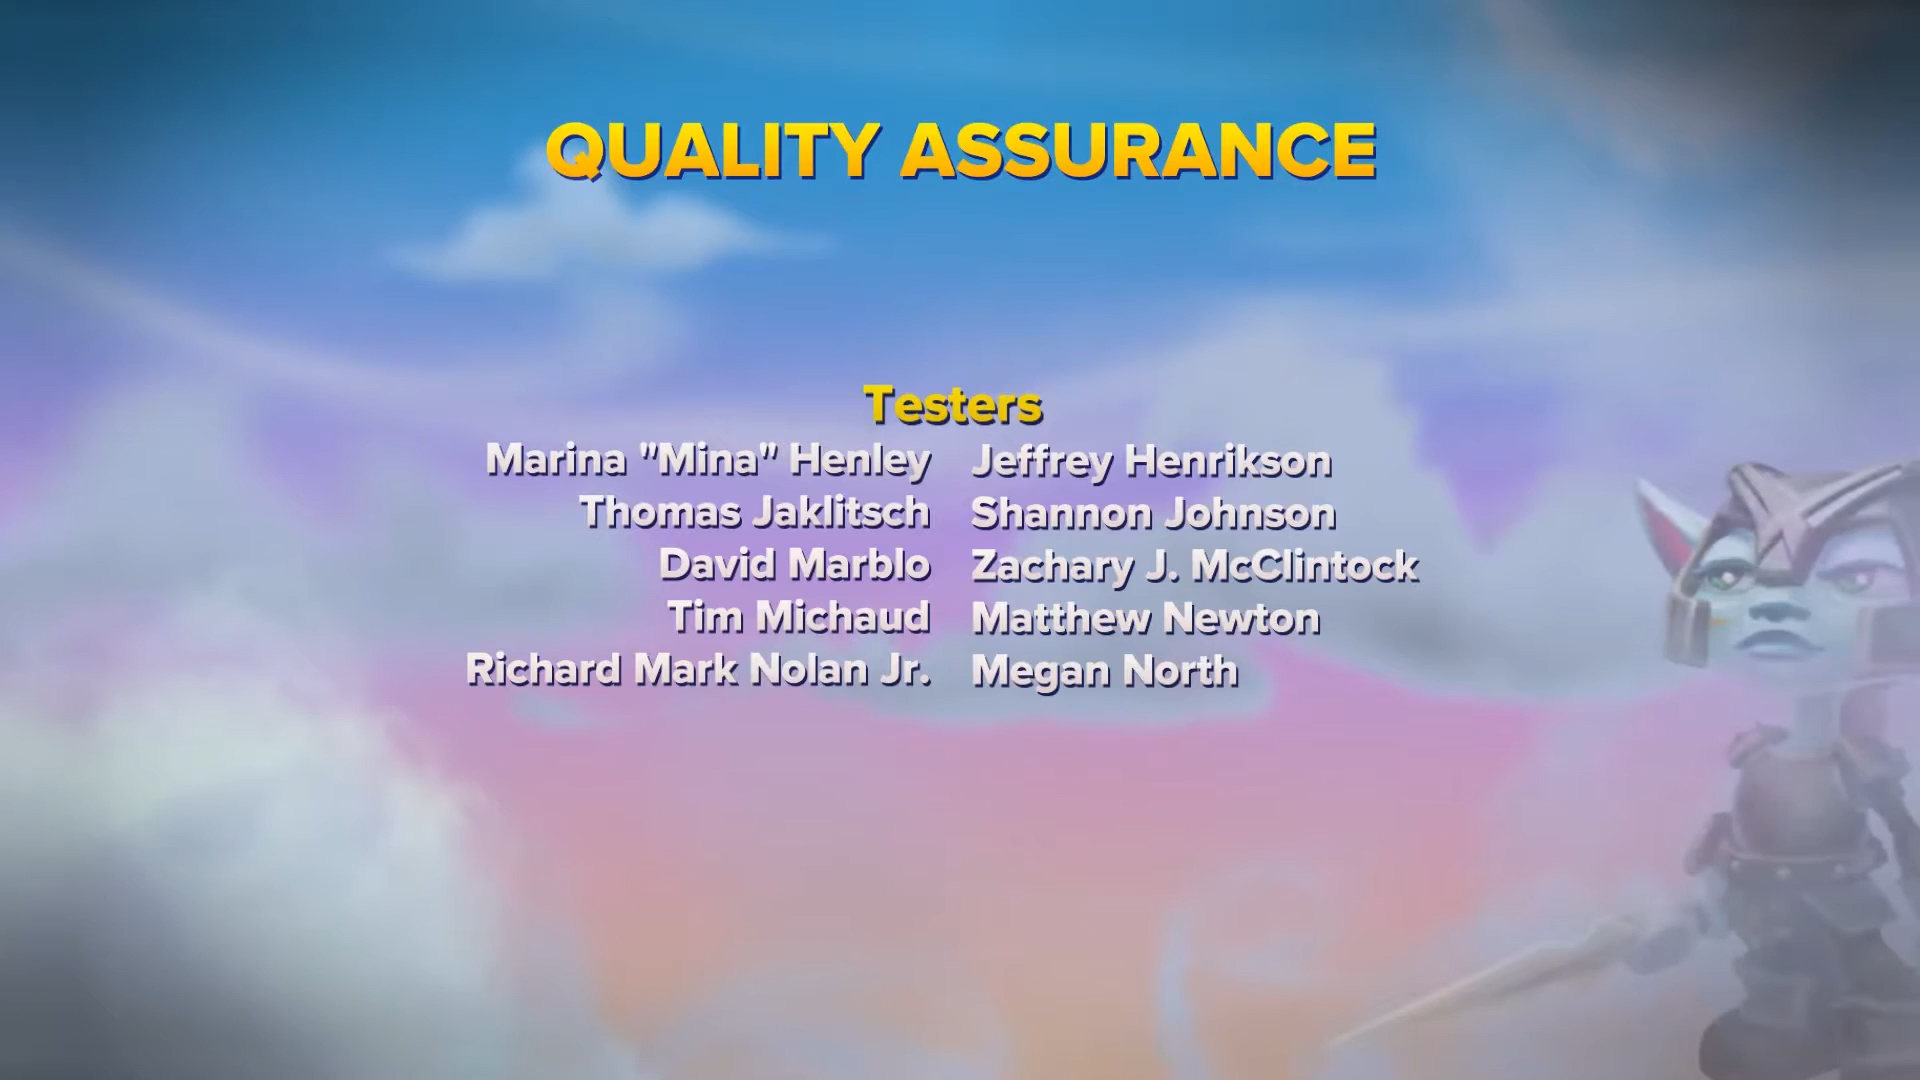 QUALITY ASSURANCE
Testers
Marina "Mina" Henley Jeffrey Henrikson
Thomas Jaklitsch Shannon Johnson
David Marblo Zachary J. McClintock
Tim Michaud Matthew Newton
Richard Mark Nolan Jr. Megan North